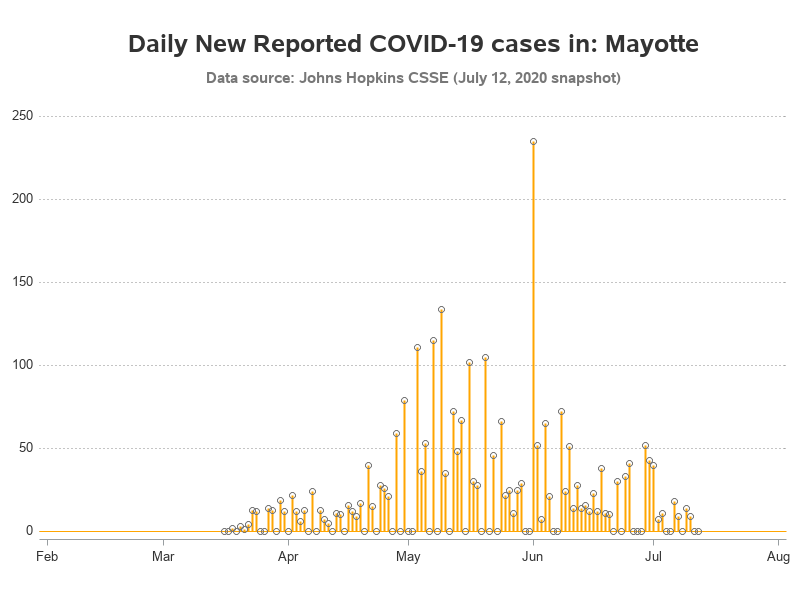 Daily New Reported COVID-19 cases in: Mayotte
Data source: Johns Hopkins CSSE (July 12, 2020 snapshot)
250
200
150
100
50
0
Feb Mar Apr May Jun Jul Aug